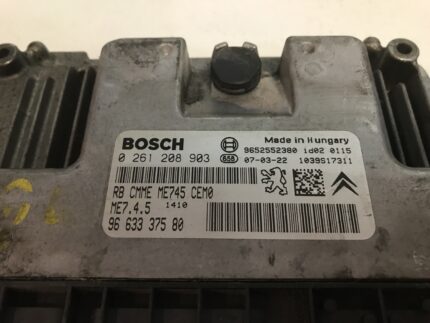 BOSCH
Made in Hungary
9652552380 id02 0115
0 261 208 903
658
07-03-22 1039S17311
RB CMME ME745 CEM0
ME7.4.5 1410
96 633 375 80